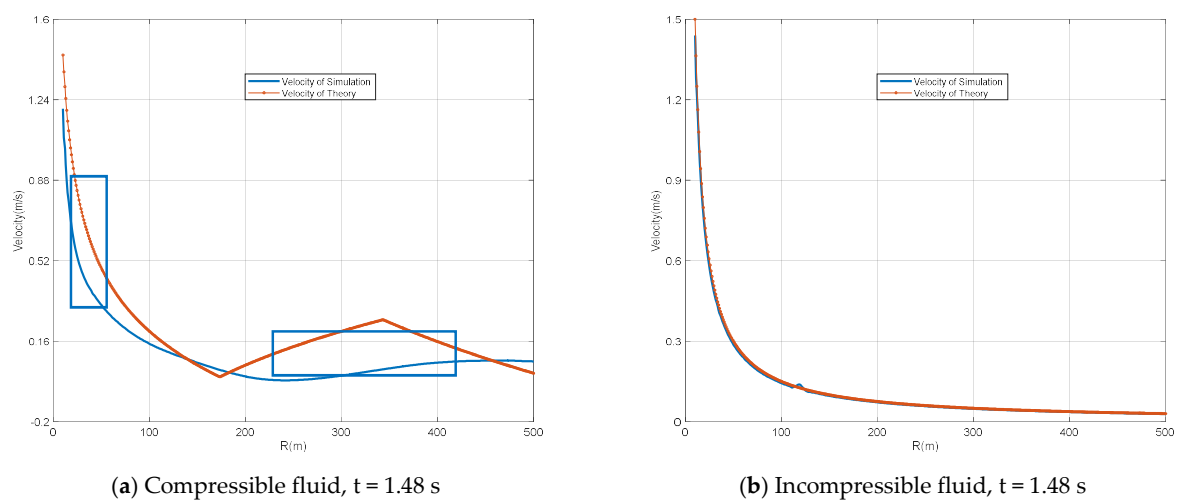 1.6
1.24
0.88
0.52
0.16
-0.2
Velocity(m/s)
Velocity of Simulation
Velocity of Theory
0
100
200
300
400
500
R(m)
(a) Compressible fluid, t = 1.48 s
1.5
1.2
0.9
0.6
0.3
0
Velocity(m/s)
Velocity of Simulation
Velocity of Theory
0
100
200
300
400
500
R(m)
(b) Incompressible fluid, t = 1.48 s